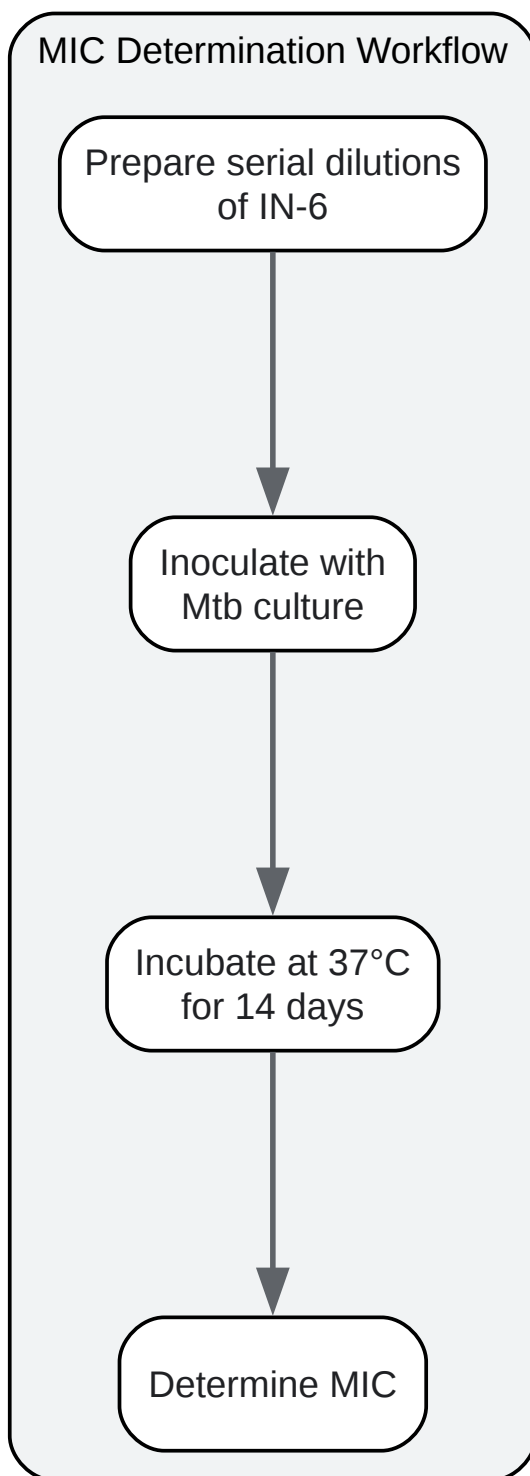 MIC Determination Workflow
Prepare serial dilutions
of IN-6
Inoculate with
Mtb culture
Incubate at 37°C
for 14 days
Determine MIC